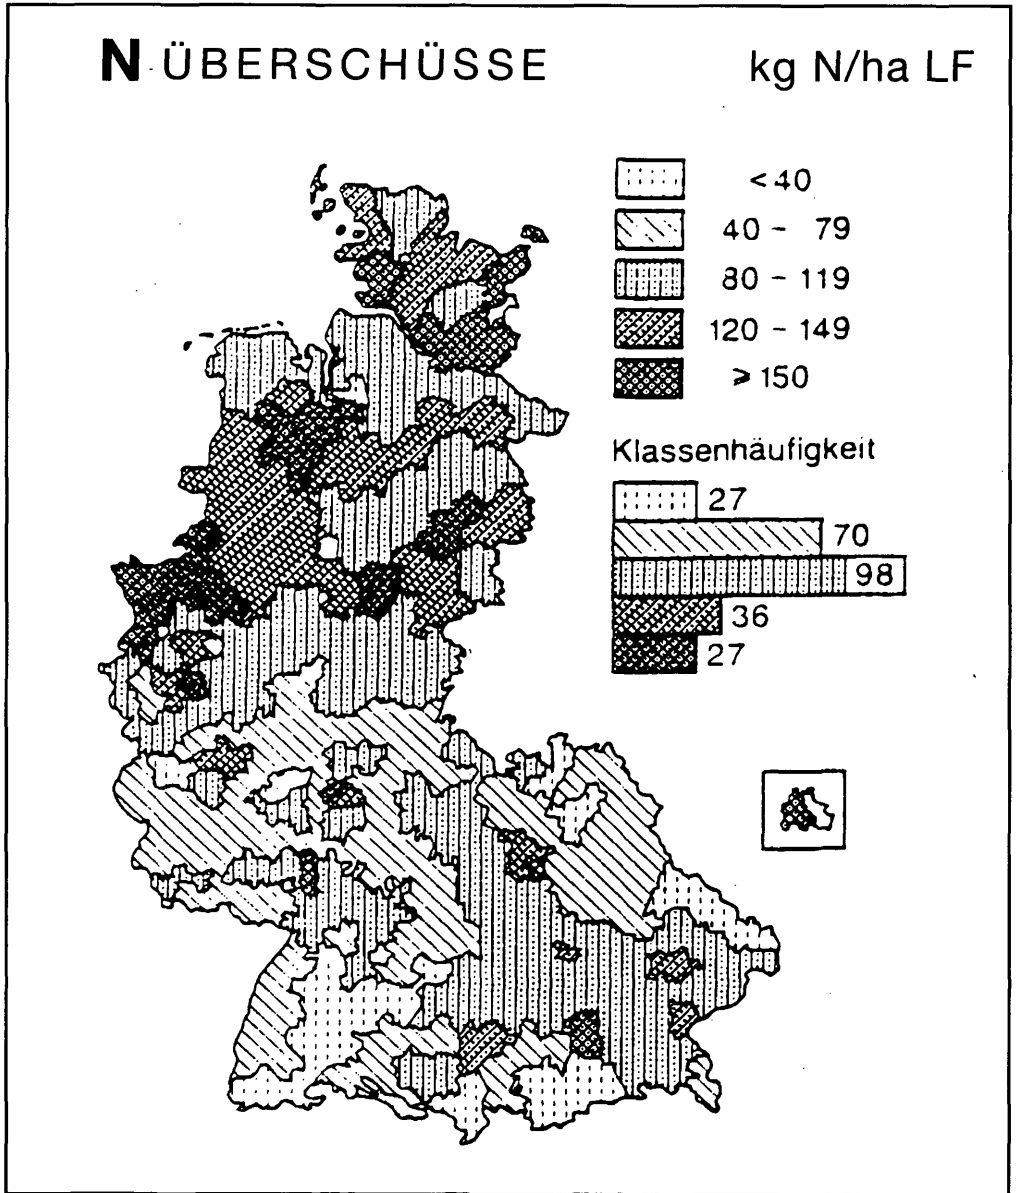 N ÜBERSCHÜSSE kg N/ha LF
< 40
40 - 79
80 - 119
120 - 149
⩾ 150
Klassenhäufigkeit
27
70
98
36
27